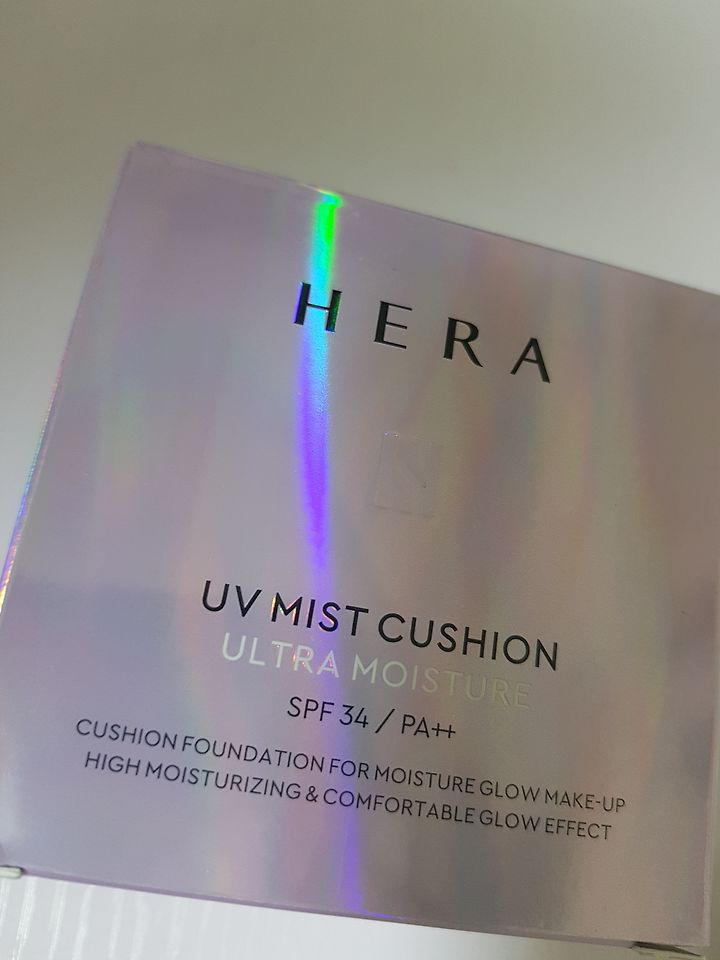 HERA
UV MIST CUSHION
ULTRA MOISTURE
SPF 34 / PA++
CUSHION FOUNDATION FOR MOISTURE GLOW MAKE-UP
HIGH MOISTURIZING & COMFORTABLE GLOW EFFECT